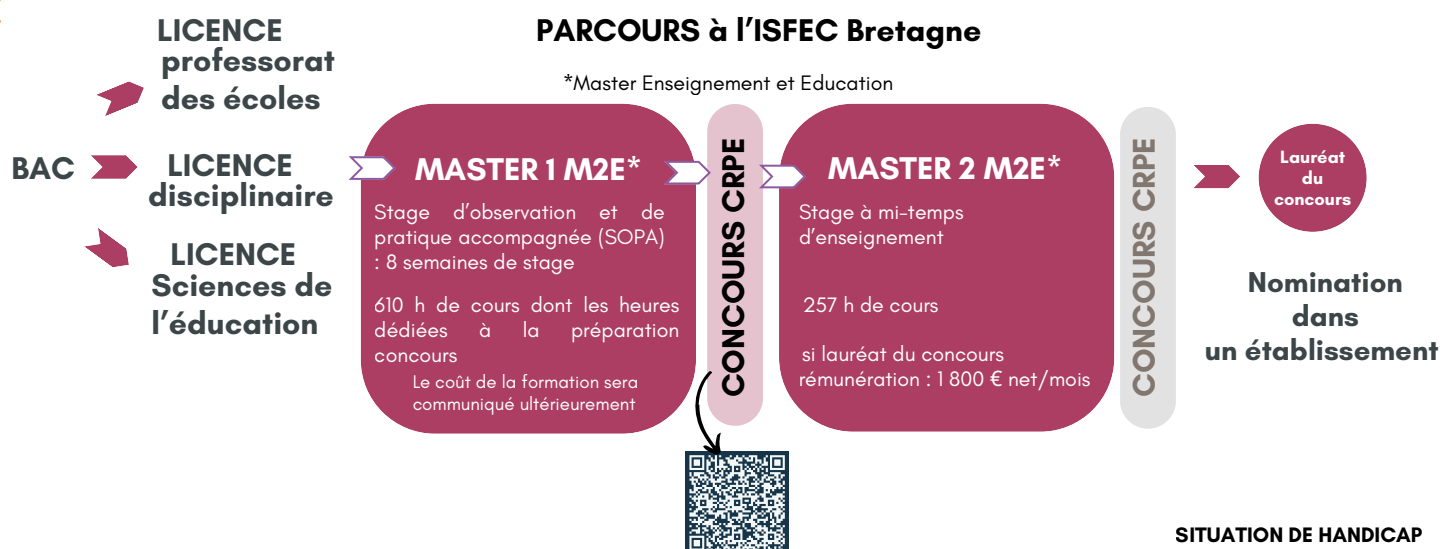 PARCOURS à l'ISFEC Bretagne
*Master Enseignement et Education
BAC
LICENCE
professorat
des écoles
LICENCE
disciplinaire
LICENCE
Sciences de
l'éducation
MASTER 1 M2E*
Stage d'observation et de
pratique accompagnée (SOPA)
: 8 semaines de stage
610 h de cours dont les heures
dédiées à la préparation
concours
Le coût de la formation sera
communiqué ultérieurement
CONCOURS CRPE
MASTER 2 M2E*
Stage à mi-temps
d'enseignement
257 h de cours
si lauréat du concours
rémunération : 1 800 € net/mois
CONCOURS CRPE
Lauréat
du
concours
Nomination
dans
un établissement
SITUATION DE HANDICAP